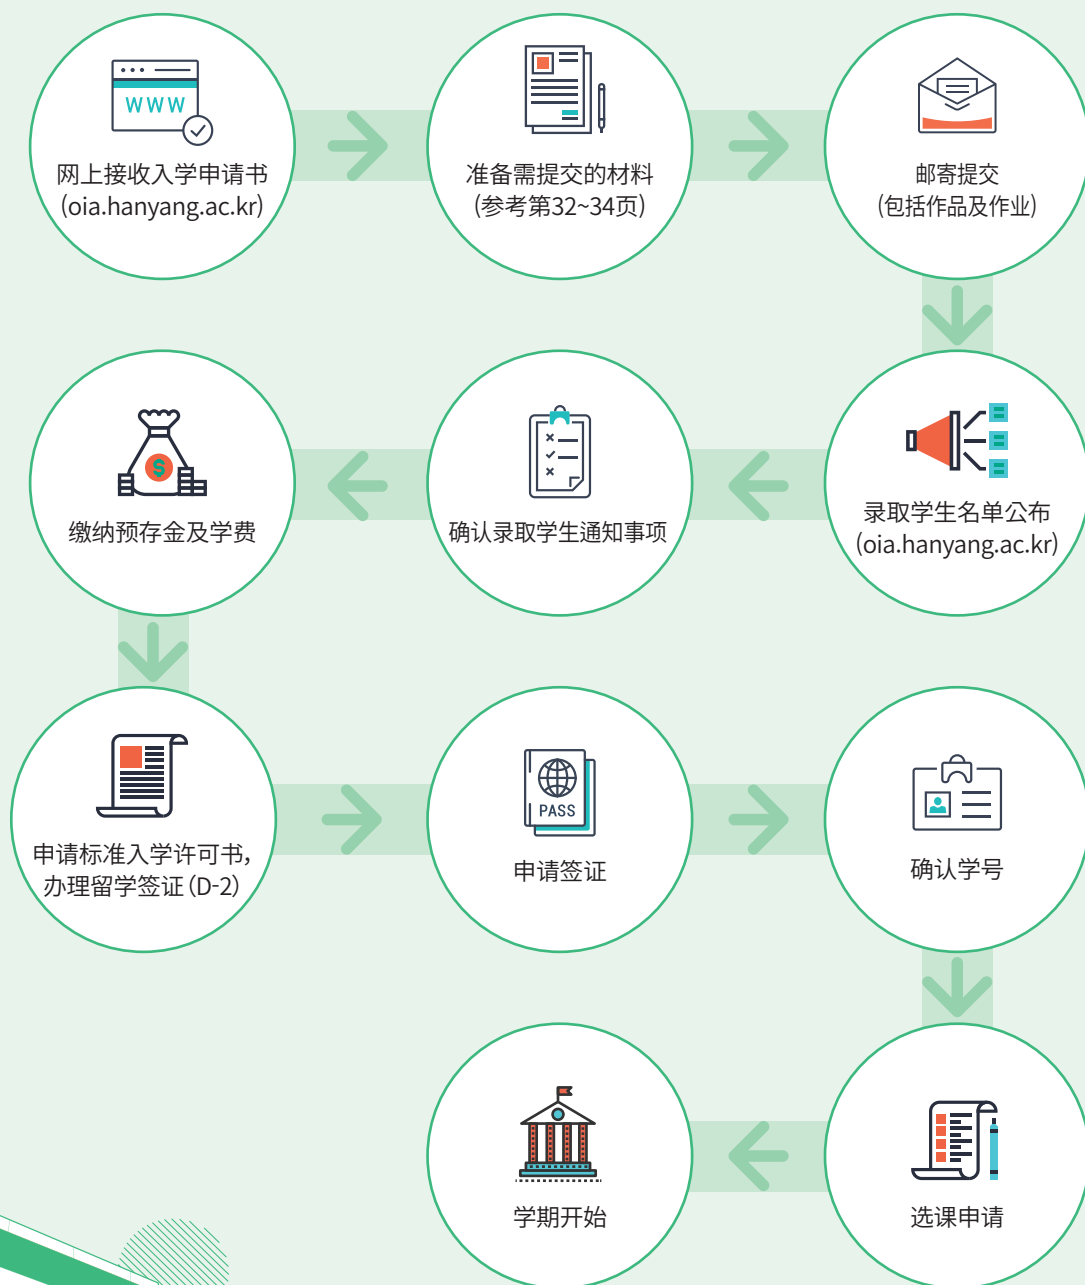 WWW
网上接收入学申请书
(oia.hanyang.ac.kr)
准备需提交的材料
(参考第32~34页)
邮寄提交
(包括作品及作业)
录取学生名单公布
(oia.hanyang.ac.kr)
确认录取学生通知事项
$
缴纳预存金及学费
申请标准入学许可书,
办理留学签证(D-2)
PASS
申请签证
确认学号
选课申请
学期开始